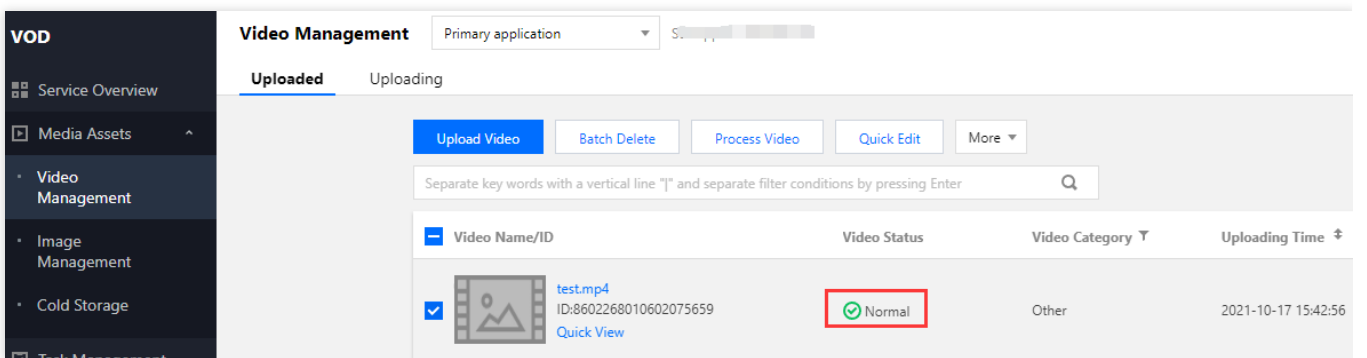 VOD
Video Management
Primary application
Uploaded
Uploading
Service Overview
Media Assets
Video
Management
Image
Management
Cold Storage
Task Management
Upload Video
Batch Delete
Process Video
Quick Edit
More
Separate key words with a vertical line "|" and separate filter conditions by pressing Enter
Video Name/ID
Video Status
Video Category
Uploading Time
test.mp4
ID:8602268010602075659
Quick View
Normal
Other
2021-10-17 15:42:56